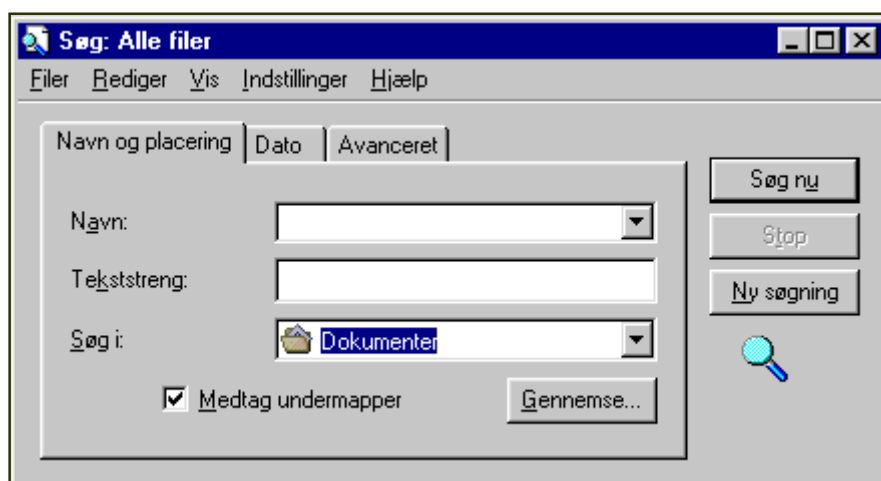 Søg: Alle filer
Filer Rediger Vis Indstillinger Hjælp
Navn og placering Dato Avanceret
Søg nu
Navn:
Stop
Tekststreng:
Ny søgning
Søg i: Dokumenter
Medtag undermapper Gennemse...